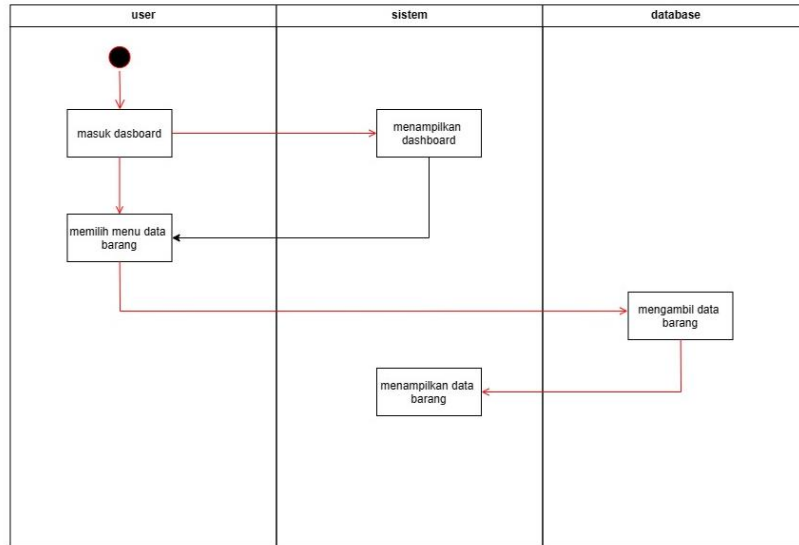 user
sistem
database
masuk dasboard
menampilkan
dashboard
memilih menu data
barang
mengambil data
barang
menampilkan data
barang